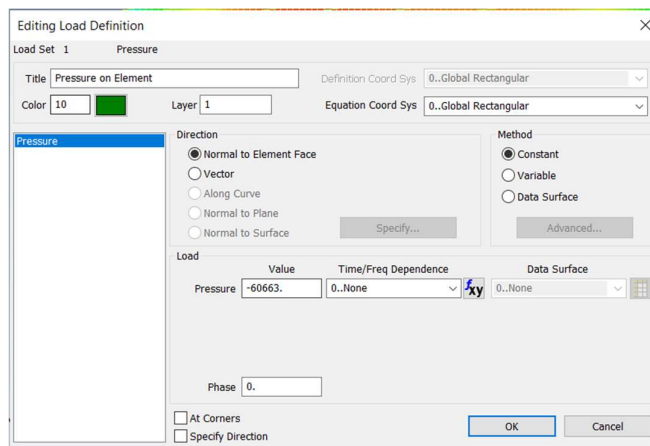 Editing Load Definition
Load Set 1 Pressure
Title Pressure on Element Definition Coord Sys 0..Global Rectangular
Color 10 Layer 1 Equation Coord Sys 0..Global Rectangular
Pressure
Direction
Normal to Element Face
Vector
Along Curve
Normal to Plane
Normal to Surface
Specify...
Method
Constant
Variable
Data Surface
Advanced...
Load
Value Time/Freq Dependence Data Surface
Pressure -60663. 0..None fxy 0..None
Phase 0.
At Corners
Specify Direction
OK Cancel